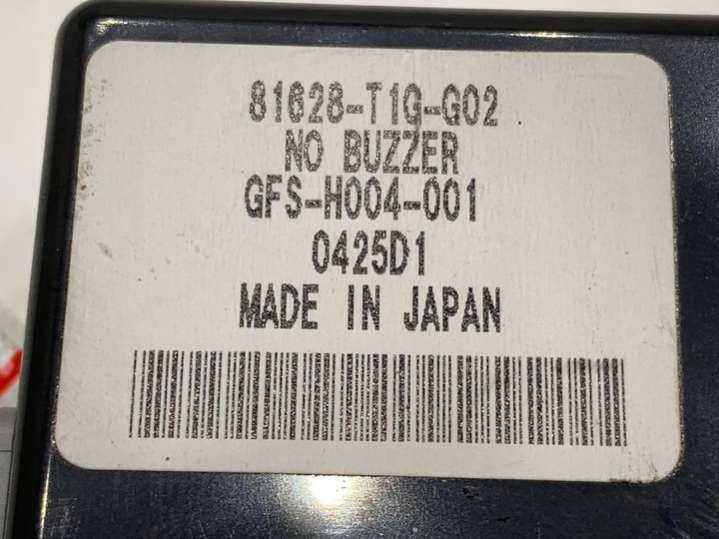 81628-T1G-G02
NO BUZZER
GFS-H004-001
0425D1
MADE IN JAPAN